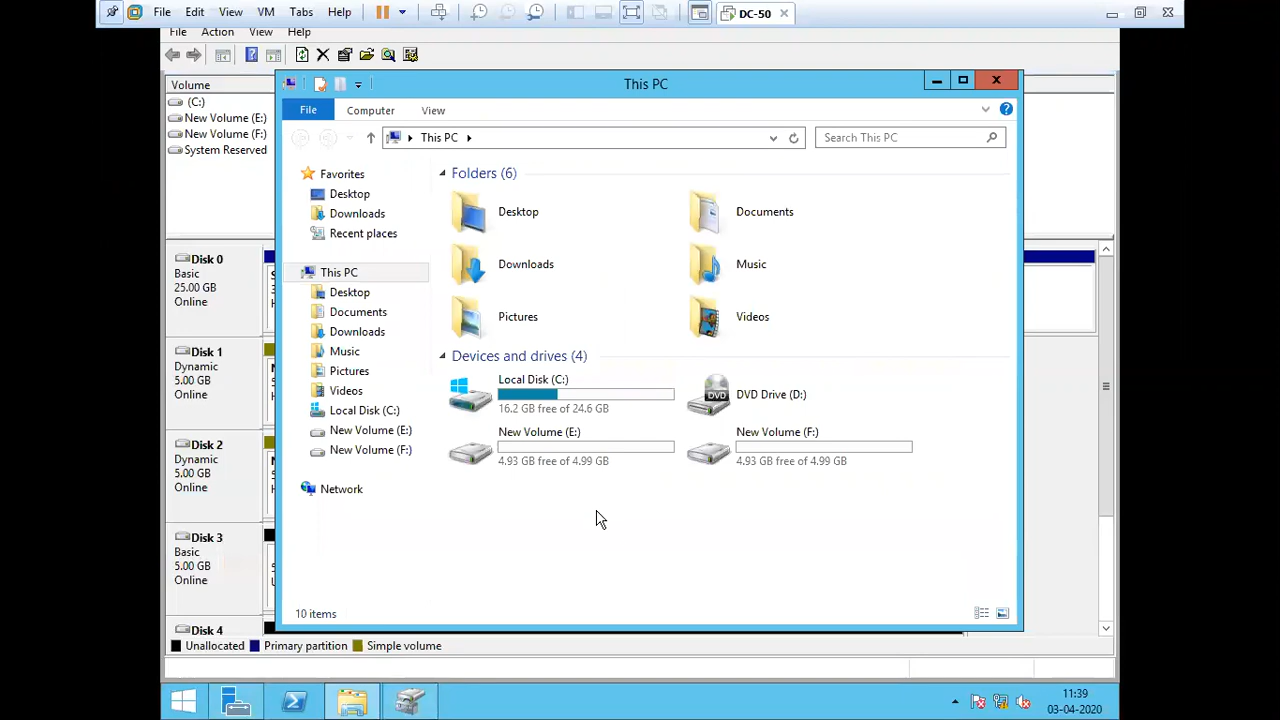 File Edit View VM Tabs Help DC-50
File Action View Help
This PC
Volume
(C:)
New Volume (E:)
New Volume (F:)
System Reserved
File Computer View
This PC
Search This PC
Favorites
Desktop
Downloads
Recent places
This PC
Desktop
Documents
Downloads
Music
Pictures
Videos
Local Disk (C:)
New Volume (E:)
New Volume (F:)
Network
Folders (6)
Desktop
Documents
Downloads
Music
Pictures
Videos
Devices and drives (4)
Local Disk (C:)
16.2 GB free of 24.6 GB
DVD
DVD Drive (D:)
New Volume (E:)
4.93 GB free of 4.99 GB
New Volume (F:)
4.93 GB free of 4.99 GB
10 items
Disk 0
Basic
25.00 GB
Online
Disk 1
Dynamic
5.00 GB
Online
Disk 2
Dynamic
5.00 GB
Online
Disk 3
Basic
5.00 GB
Online
Disk 4
Unallocated Primary partition Simple volume
11:39
03-04-2020